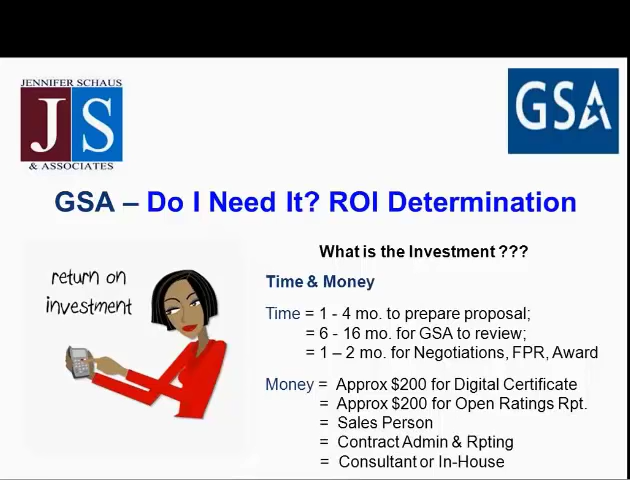 JENNIFER SCHAUS
JS
& ASSOCIATES
GSA
GSA – Do I Need It? ROI Determination
return on
investment
What is the Investment ???
Time & Money
Time = 1 - 4 mo. to prepare proposal;
= 6 - 16 mo. for GSA to review;
= 1 – 2 mo. for Negotiations, FPR, Award
Money = Approx $200 for Digital Certificate
= Approx $200 for Open Ratings Rpt.
= Sales Person
= Contract Admin & Rpting
= Consultant or In-House